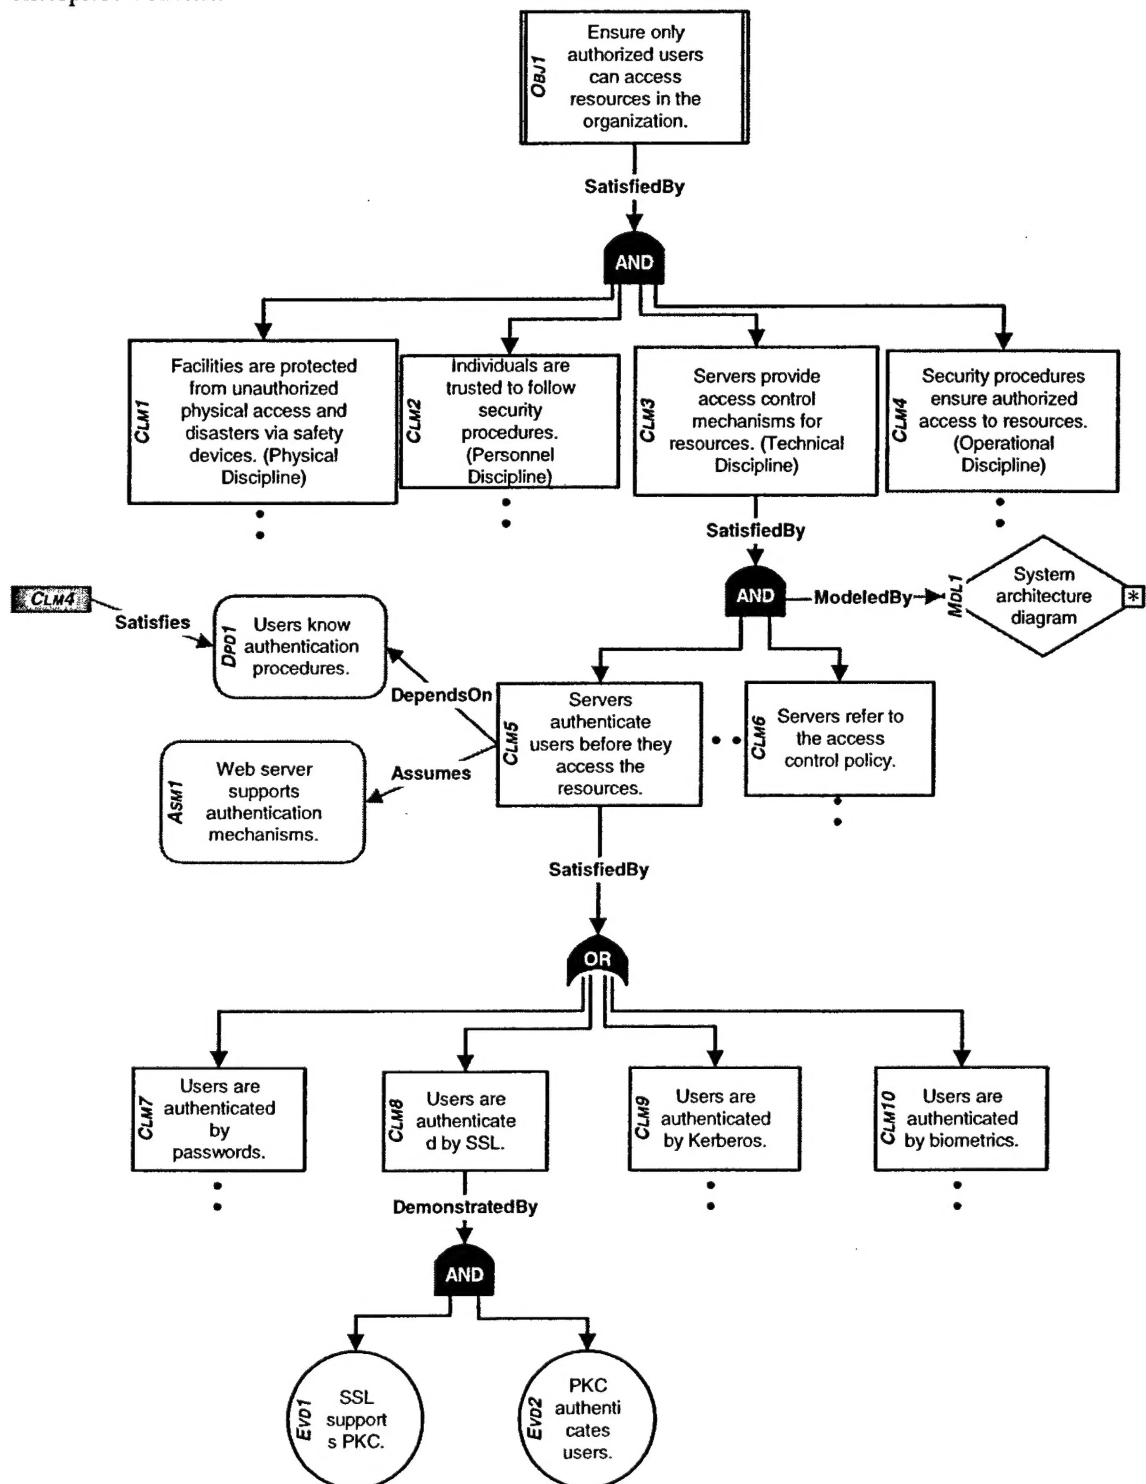 OBJ1
Ensure only
authorized users
can access
resources in the
organization.
SatisfiedBy
AND
CLM1
Facilities are protected
from unauthorized
physical access and
disasters via safety
devices. (Physical
Discipline)
CLM2
Individuals are
trusted to follow
security
procedures.
(Personnel
Discipline)
CLM3
Servers provide
access control
mechanisms for
resources. (Technical
Discipline)
CLM4
Security procedures
ensure authorized
access to resources.
(Operational
Discipline)
SatisfiedBy
AND
ModeledBy
MDL1
System
architecture
diagram
*
CLM4
Satisfies
DPD1
Users know
authentication
procedures.
DependsOn
CLM5
Servers
authenticate
users before they
access the
resources.
CLM6
Servers refer to
the access
control policy.
ASM1
Web server
supports
authentication
mechanisms.
Assumes
SatisfiedBy
OR
CLM7
Users are
authenticated
by
passwords.
CLM8
Users are
authenticate
d by SSL.
CLM9
Users are
authenticated
by Kerberos.
CLM10
Users are
authenticated
by biometrics.
DemonstratedBy
AND
EVD1
SSL
support
s PKC.
EVD2
PKC
authenti
cates
users.